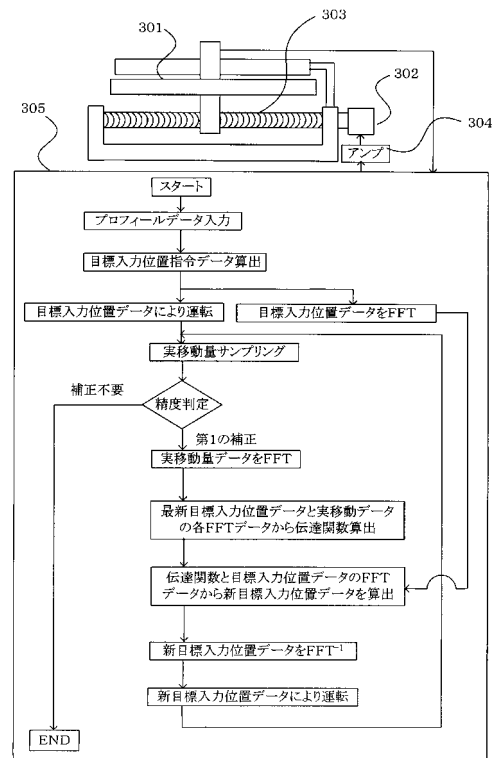 301
303
302
304
305
アンプ
スタート
プロフィールデータ入力
目標入力位置指令データ算出
目標入力位置データにより運転
目標入力位置データをFFT
実移動量サンプリング
補正不要
精度判定
第1の補正
実移動量データをFFT
最新目標入力位置データと実移動データ
の各FFTデータから伝達関数算出
伝達関数と目標入力位置データのFFT
データから新目標入力位置データを算出
新目標入力位置データをFFT⁻¹
新目標入力位置データにより運転
END